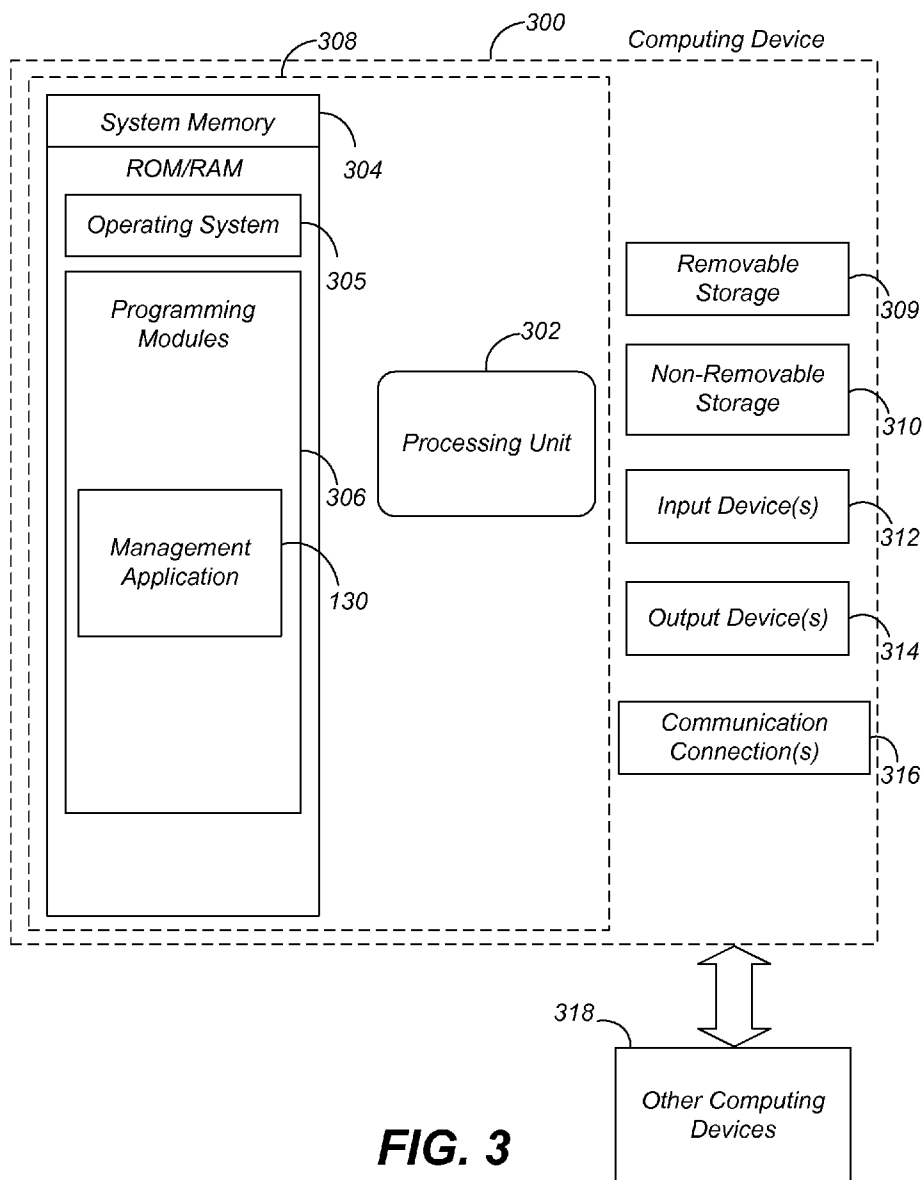 300
Computing Device
308
System Memory
304
ROM/RAM
Operating System
305
Programming
Modules
306
Management
Application
130
302
Processing Unit
Removable
Storage
309
Non-Removable
Storage
310
Input Device(s)
312
Output Device(s)
314
Communication
Connection(s)
316
318
Other Computing
Devices
FIG. 3